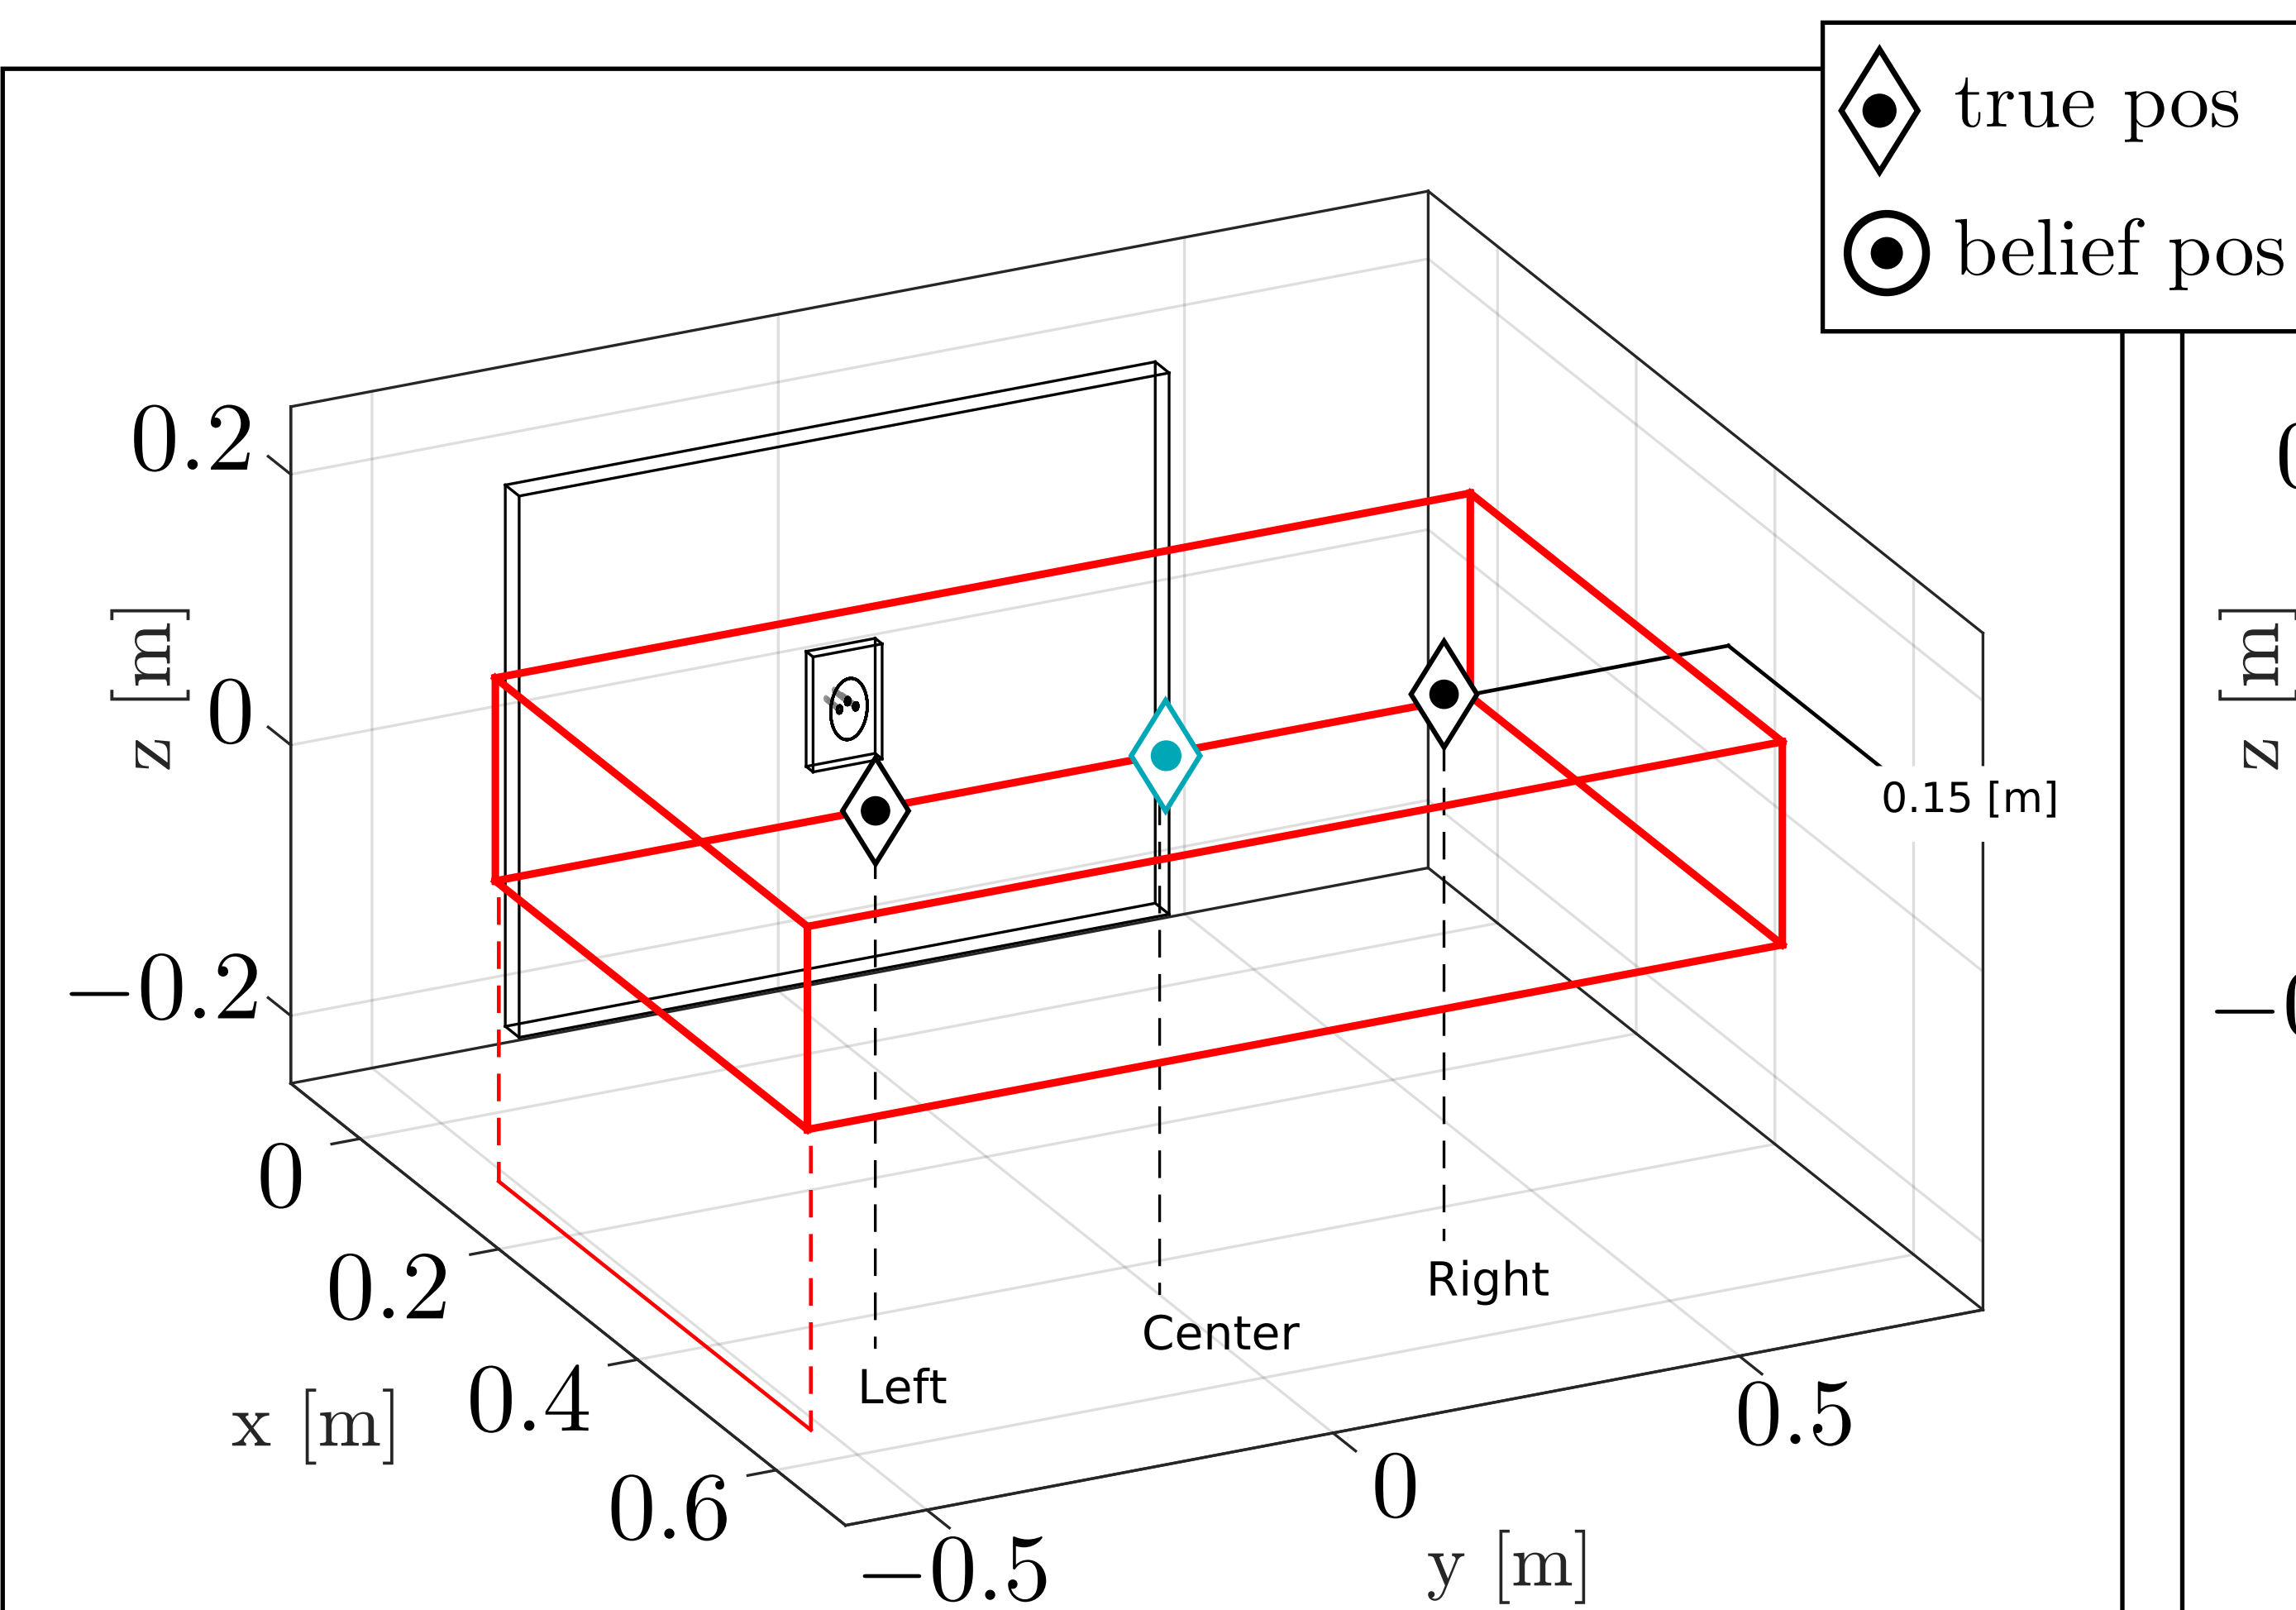 true pos
belief pos
0.2
0
−0.2
z [m]
0
0.2
0.4
0.6
x [m]
−0.5
0
0.5
y [m]
Left
Center
Right
0.15 [m]
z [m]